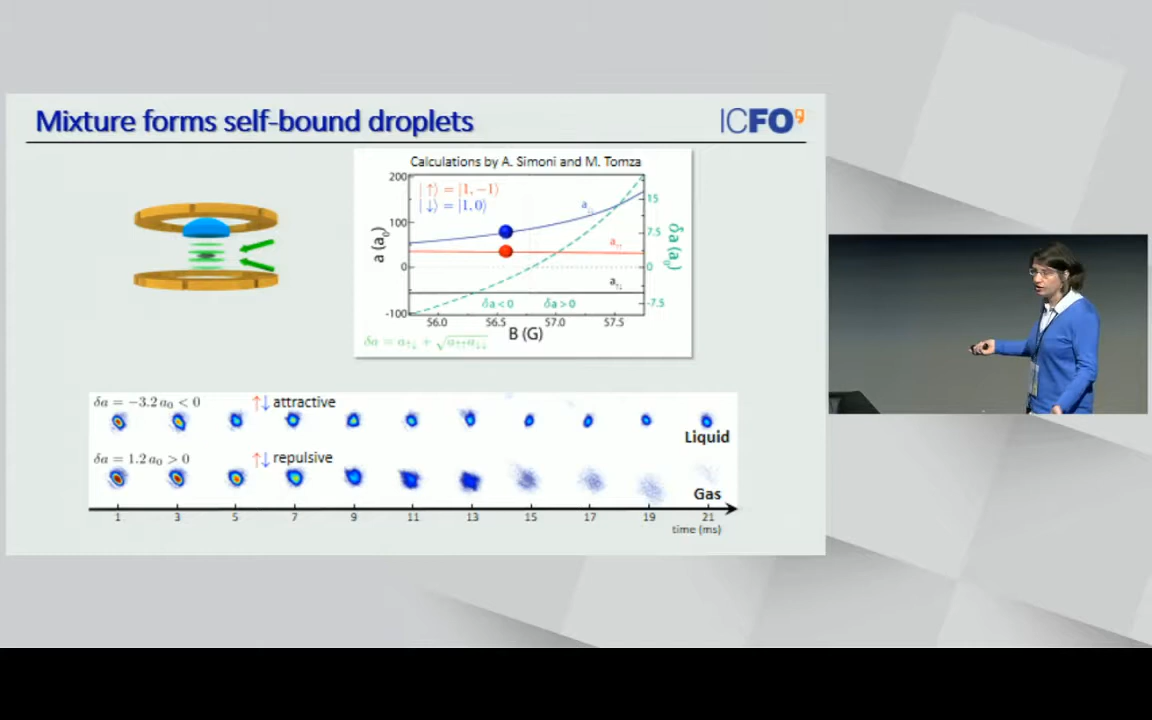 Mixture forms self-bound droplets
ICFO
Calculations by A. Simoni and M. Tomza
|↑⟩ = |1, −1⟩
|↓⟩ = |1, 0⟩
200
100
0
-100
a (a₀)
a↓↓
a↑↑
a↑↓
15
7.5
0
-7.5
δa (a₀)
δa < 0
δa > 0
56.0
56.5
57.0
57.5
B (G)
δa = a↑↓ + √a↑↑a↓↓
δa = −3.2 a₀ < 0
↑↓ attractive
Liquid
δa = 1.2 a₀ > 0
↑↓ repulsive
Gas
1 3 5 7 9 11 13 15 17 19 21
time (ms)